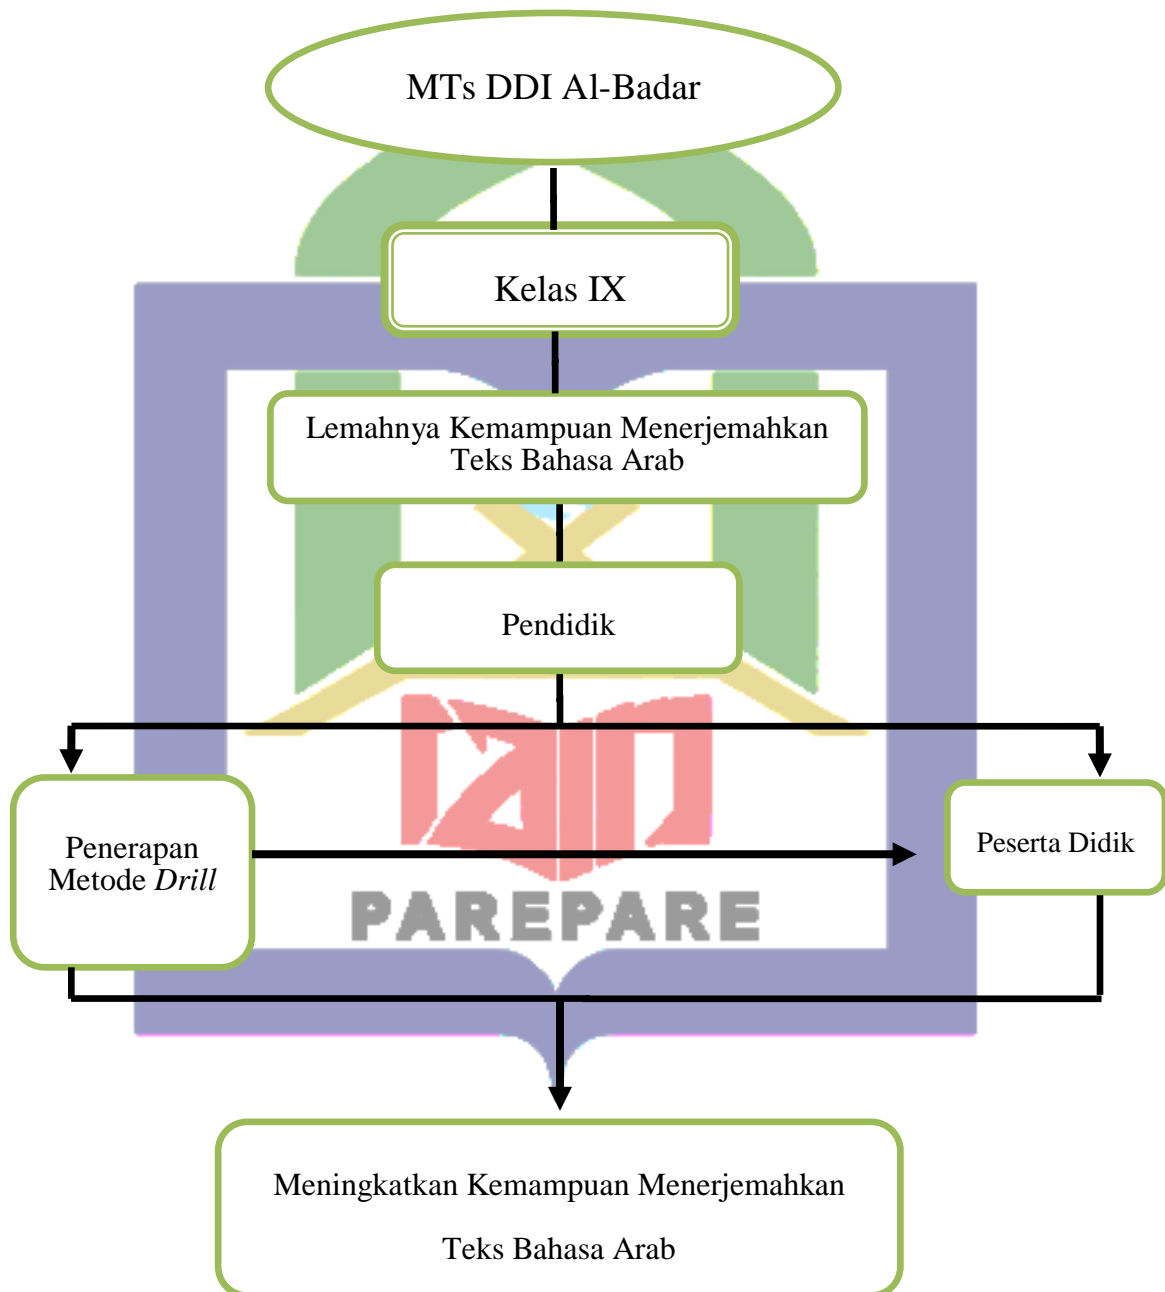 MTs DDI Al-Badar
Kelas IX
Lemahnya Kemampuan Menerjemahkan
Teks Bahasa Arab
Pendidik
Penerapan
Metode Drill
Peserta Didik
PAREPARE
Meningkatkan Kemampuan Menerjemahkan
Teks Bahasa Arab